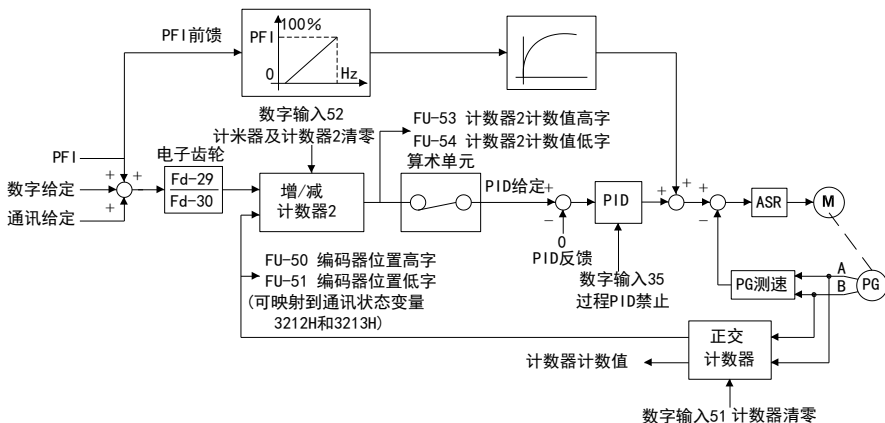 100%
PFI前馈
PFI
0
Hz
数字输入52
计米器及计数器2清零
FU-53 计数器2计数值高字
FU-54 计数器2计数值低字
PFI
电子齿轮
算术单元
数字给定
+
+
+
-
Fd-29
Fd-30
增/减
计数器2
PID给定
+
-
PID
+
+
+
-
ASR
M
通讯给定
0
PID反馈
FU-50 编码器位置高字
FU-51 编码器位置低字
(可映射到通讯状态变量
3212H和3213H)
数字输入35
过程PID禁止
PG测速
A
B
PG
正交
计数器
计数器计数值
数字输入51 计数器清零